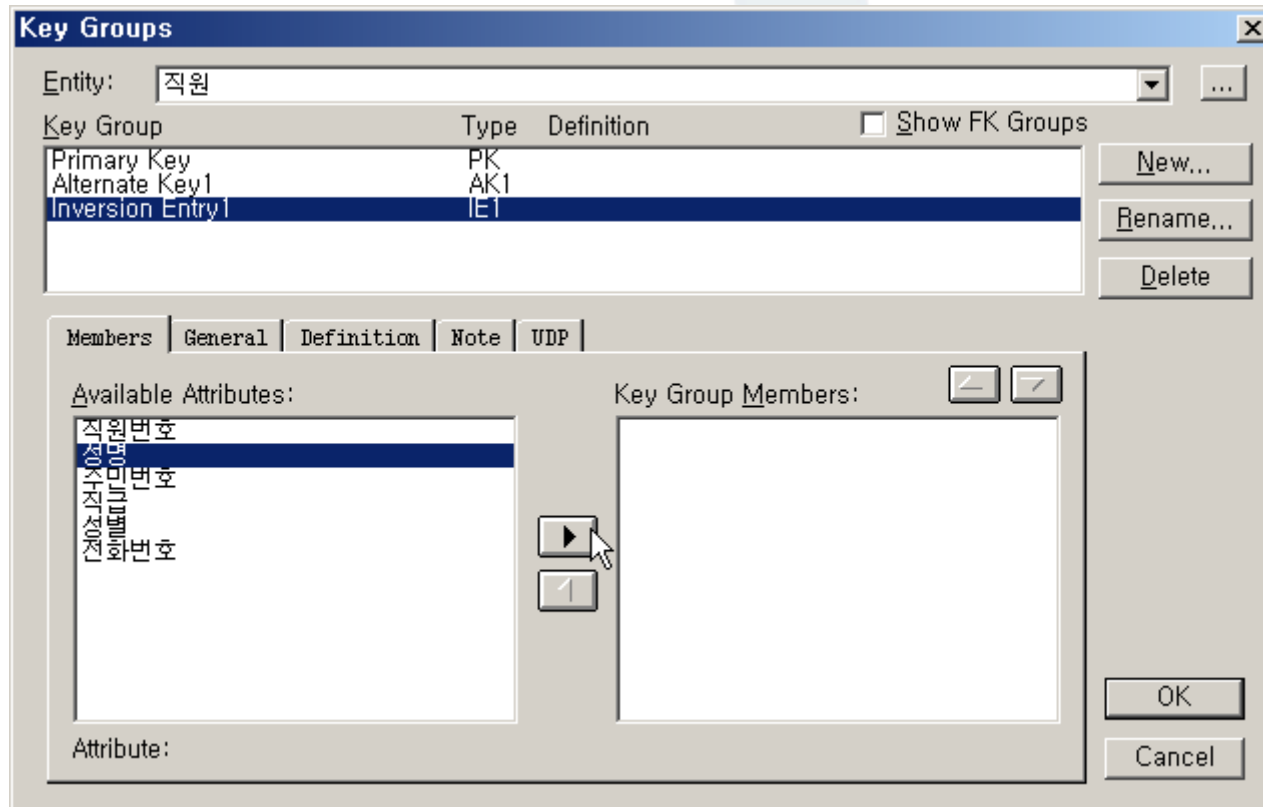 Key Groups
Entity: 직원 ...
Key Group Type Definition Show FK Groups
Primary Key PK
Alternate Key1 AK1
Inversion Entry1 IE1
New...
Rename...
Delete
Members General Definition Note UDP
Available Attributes: Key Group Members:
직원번호
성명
주민번호
직급
성별
전화번호
Attribute:
OK
Cancel